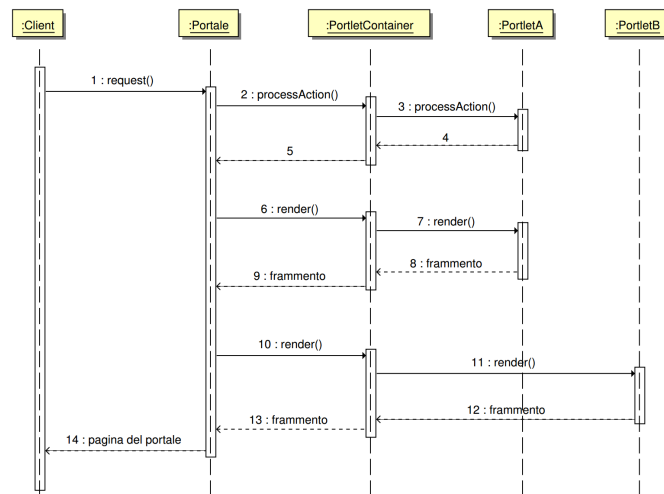 :Client
:Portale
:PortletContainer
:PortletA
:PortletB
1 : request()
2 : processAction()
3 : processAction()
4
5
6 : render()
7 : render()
8 : frammento
9 : frammento
10 : render()
11 : render()
12 : frammento
13 : frammento
14 : pagina del portale